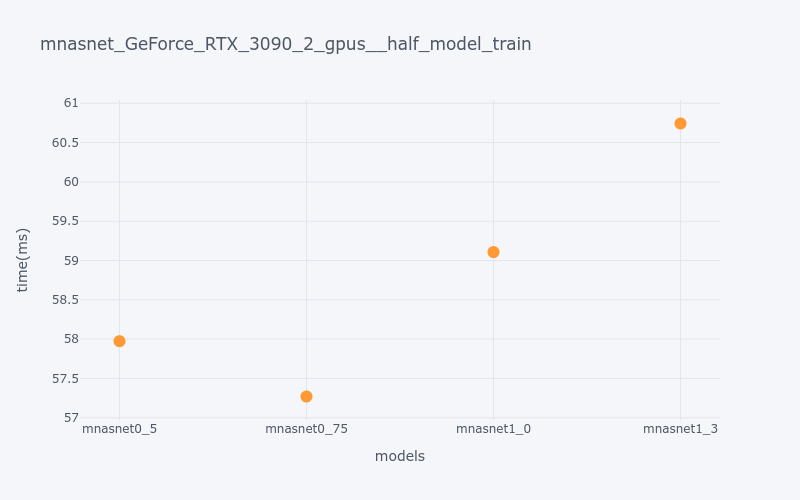 mnasnet_GeForce_RTX_3090_2_gpus__half_model_train
61
60.5
60
59.5
59
58.5
58
57.5
57
time(ms)
mnasnet0_5
mnasnet0_75
mnasnet1_0
mnasnet1_3
models